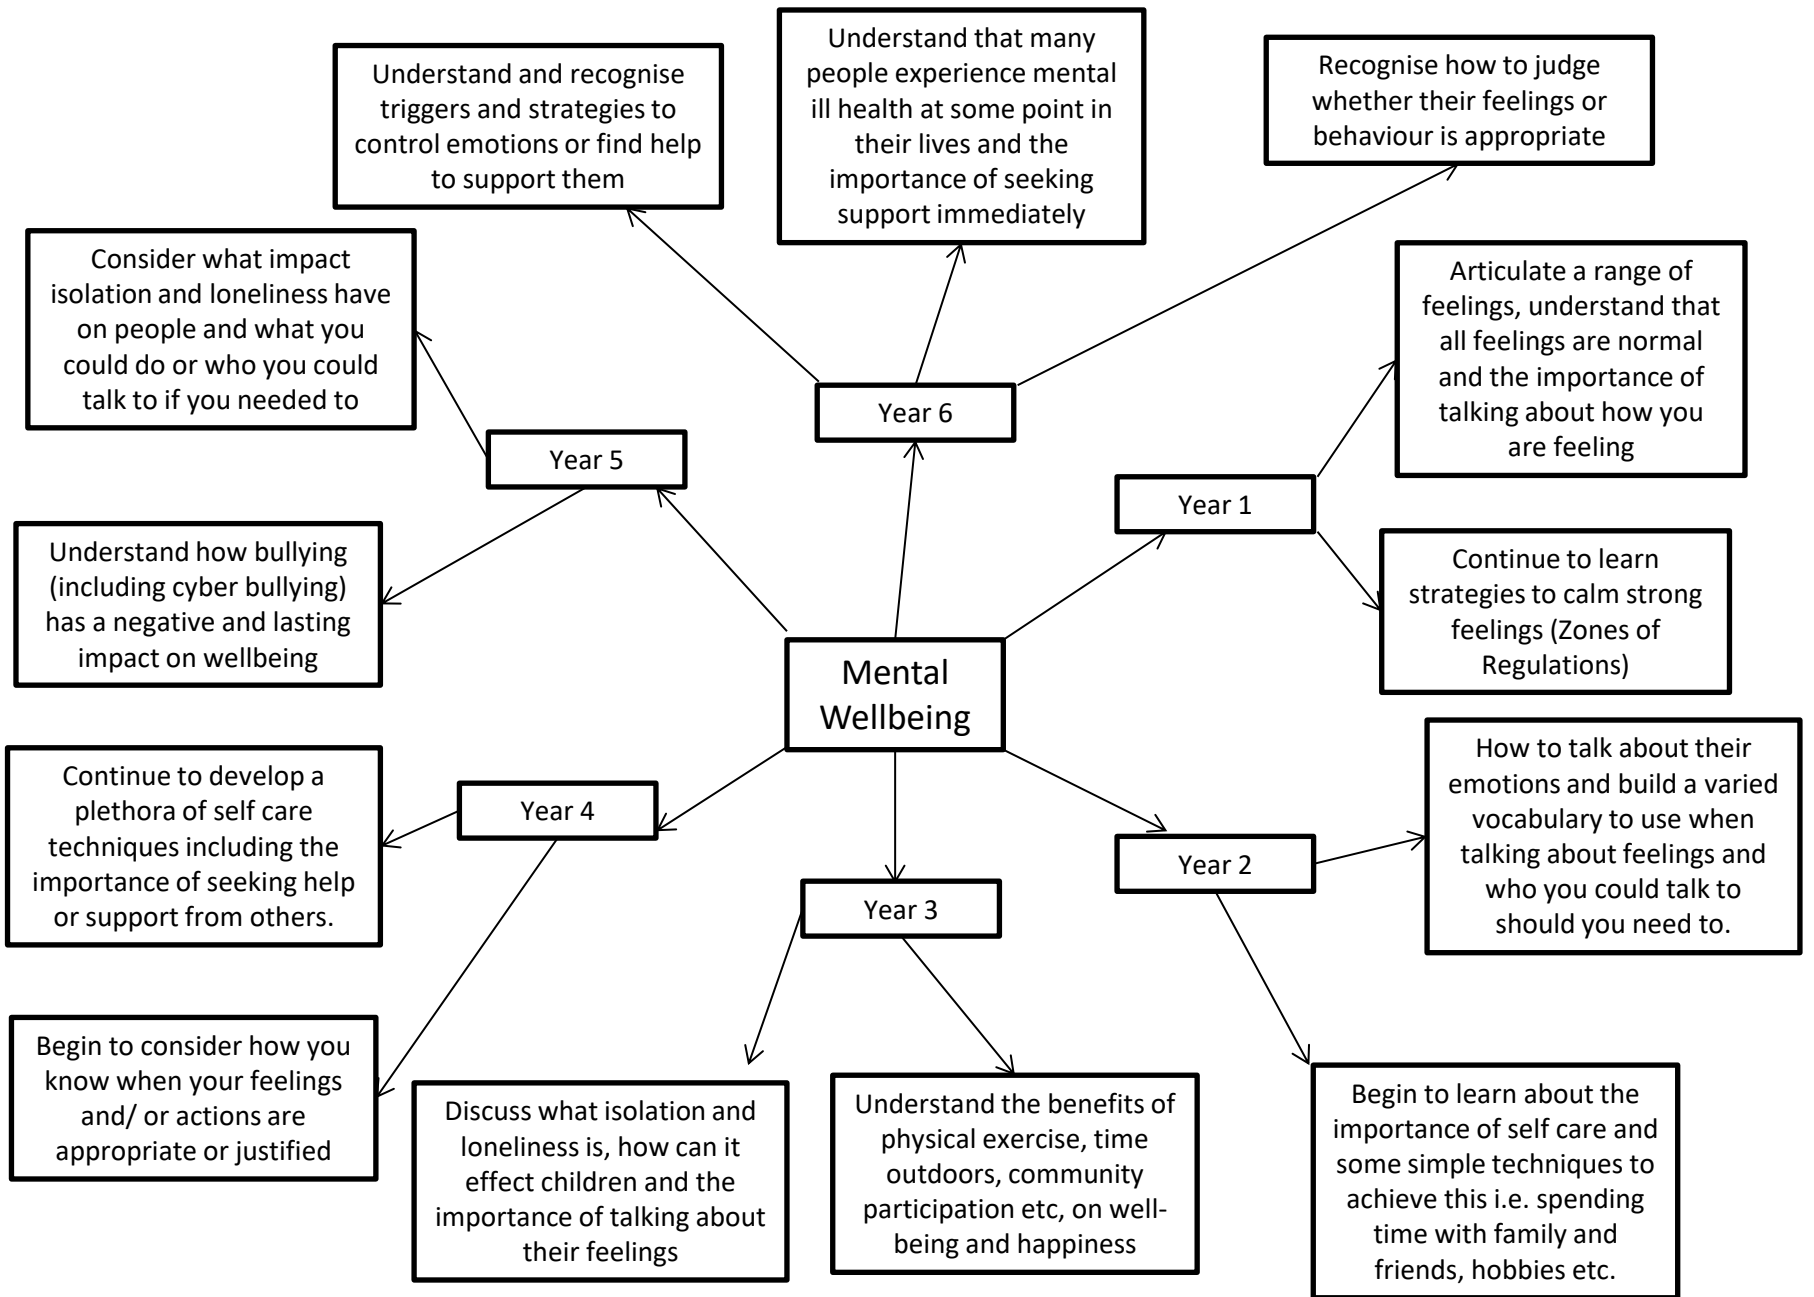 Understand and recognise
triggers and strategies to
control emotions or find help
to support them
Understand that many
people experience mental
ill health at some point in
their lives and the
importance of seeking
support immediately
Recognise how to judge
whether their feelings or
behaviour is appropriate
Consider what impact
isolation and loneliness have
on people and what you
could do or who you could
talk to if you needed to
Articulate a range of
feelings, understand that
all feelings are normal
and the importance of
talking about how you
are feeling
Year 6
Year 5
Year 1
Understand how bullying
(including cyber bullying)
has a negative and lasting
impact on wellbeing
Continue to learn
strategies to calm strong
feelings (Zones of
Regulations)
Mental
Wellbeing
Continue to develop a
plethora of self care
techniques including the
importance of seeking help
or support from others.
Year 4
How to talk about their
emotions and build a varied
vocabulary to use when
talking about feelings and
who you could talk to
should you need to.
Year 2
Year 3
Begin to consider how you
know when your feelings
and/ or actions are
appropriate or justified
Discuss what isolation and
loneliness is, how can it
effect children and the
importance of talking about
their feelings
Understand the benefits of
physical exercise, time
outdoors, community
participation etc, on well-
being and happiness
Begin to learn about the
importance of self care and
some simple techniques to
achieve this i.e. spending
time with family and
friends, hobbies etc.